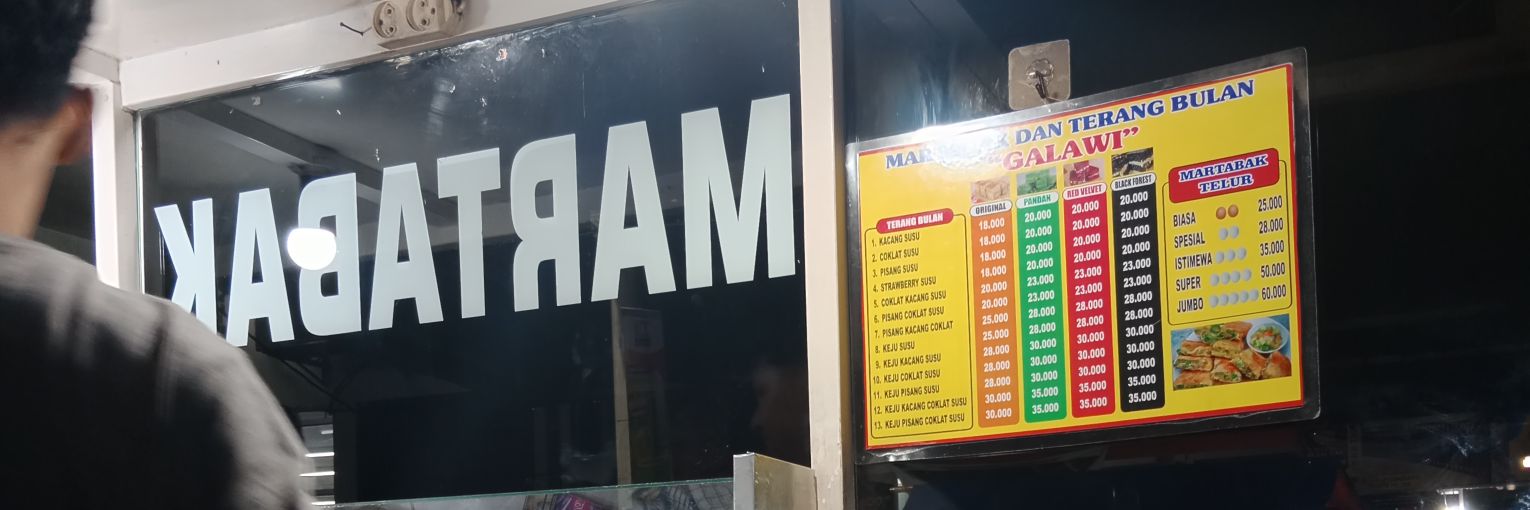 MARTABAK
MARTABAK DAN TERANG BULAN
"GALAWI"
TERANG BULAN ORIGINAL PANDAN RED VELVET BLACK FOREST
1. KACANG SUSU 18.000 20.000 20.000 20.000
2. COKLAT SUSU 18.000 20.000 20.000 20.000
3. PISANG SUSU 18.000 20.000 20.000 20.000
4. STRAWBERRY SUSU 18.000 20.000 20.000 20.000
5. COKLAT KACANG SUSU 20.000 23.000 23.000 23.000
6. PISANG COKLAT SUSU 20.000 23.000 23.000 23.000
7. PISANG KACANG COKLAT 25.000 28.000 28.000 28.000
8. KEJU SUSU 25.000 28.000 28.000 28.000
9. KEJU KACANG SUSU 28.000 30.000 30.000 30.000
10. KEJU COKLAT SUSU 28.000 30.000 30.000 30.000
11. KEJU PISANG SUSU 28.000 30.000 30.000 30.000
12. KEJU KACANG COKLAT SUSU 30.000 35.000 35.000 35.000
13. KEJU PISANG COKLAT SUSU 30.000 35.000 35.000 35.000
MARTABAK
TELUR
BIASA 25.000
SPESIAL 28.000
ISTIMEWA 35.000
SUPER 50.000
JUMBO 60.000